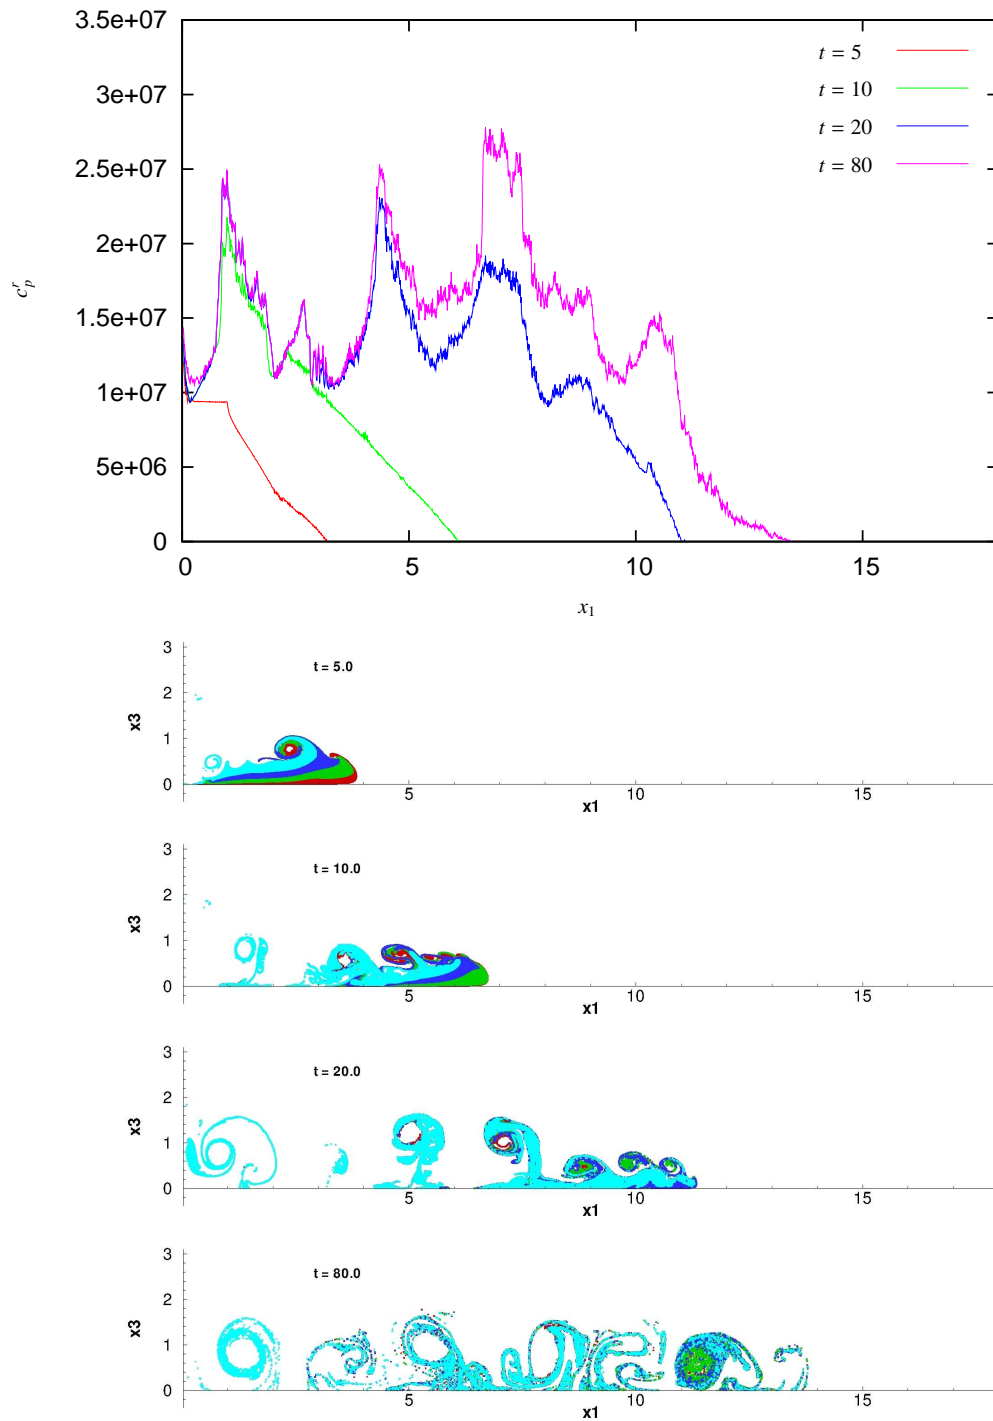 3.5e+07
3e+07
2.5e+07
2e+07
1.5e+07
1e+07
5e+06
0
c_p^r
t = 5
t = 10
t = 20
t = 80
0 5 10 15
x₁
3
2
1
0
x3
t = 5.0
5 10 15
x1
3
2
1
0
x3
t = 10.0
5 10 15
x1
3
2
1
0
x3
t = 20.0
5 10 15
x1
3
2
1
0
x3
t = 80.0
5 10 15
x1